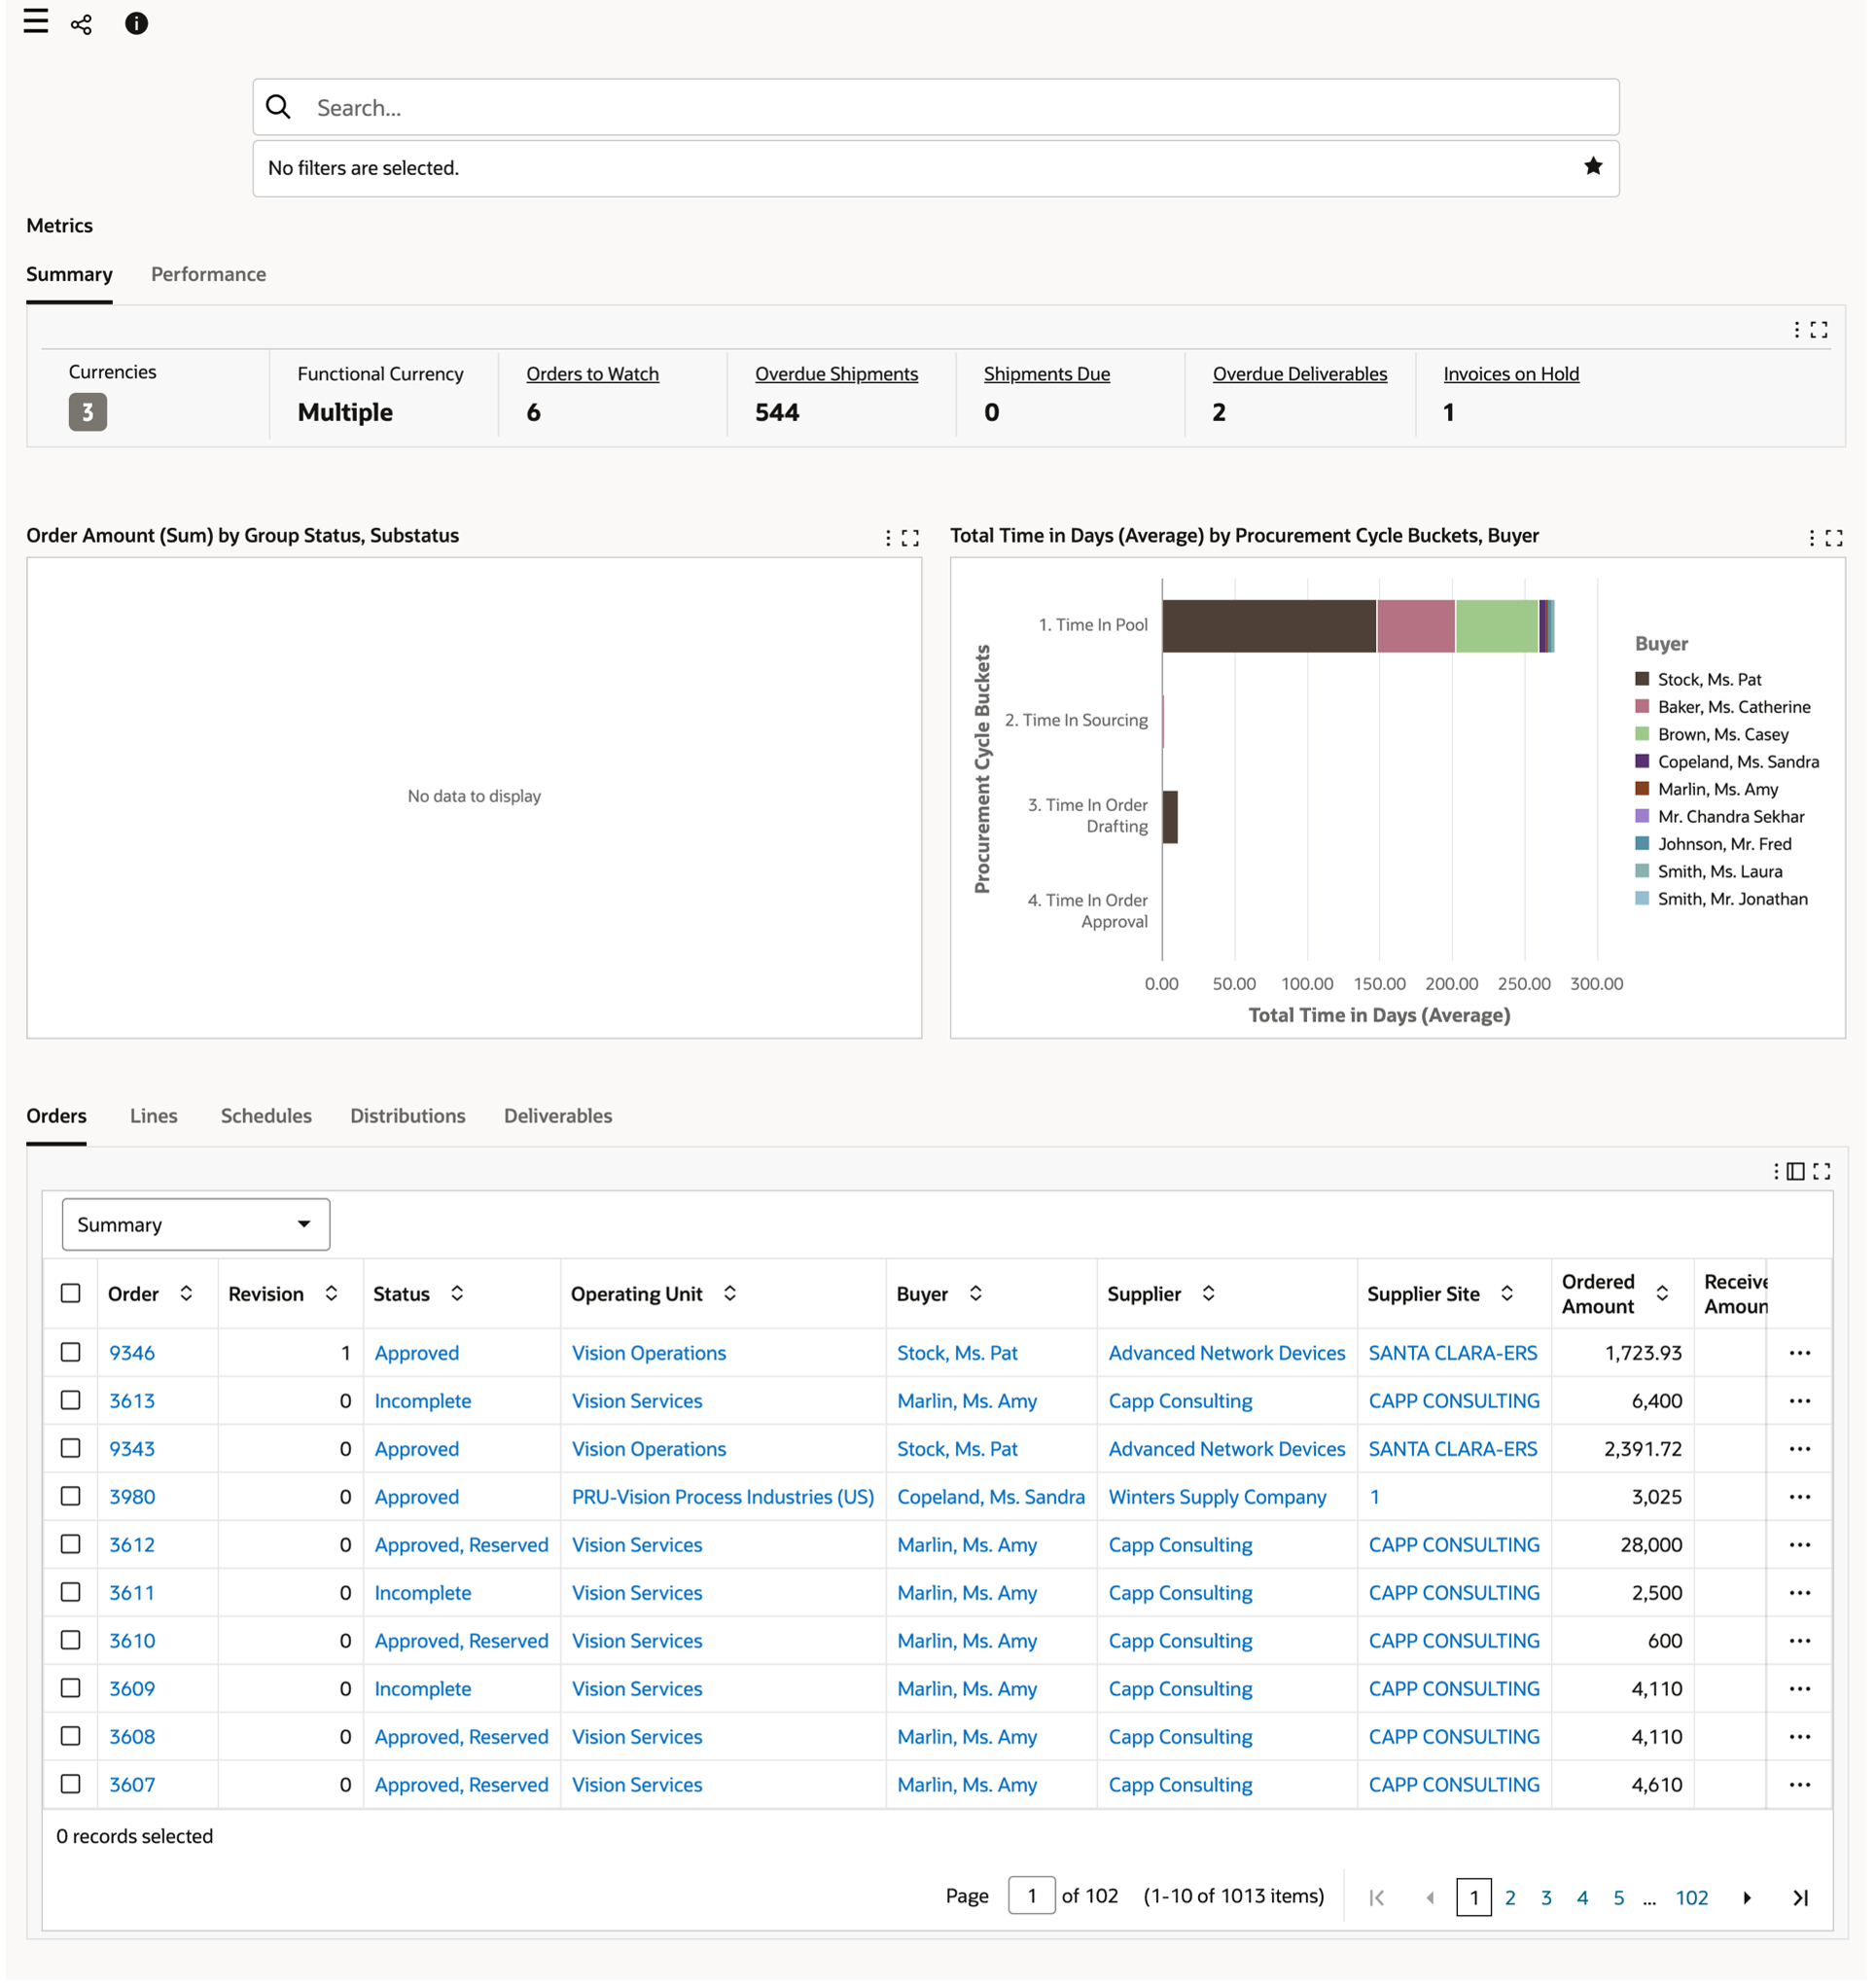 Search...
No filters are selected.
Metrics
Summary Performance
Currencies Functional Currency Orders to Watch Overdue Shipments Shipments Due Overdue Deliverables Invoices on Hold
3 Multiple 6 544 0 2 1
Order Amount (Sum) by Group Status, Substatus
No data to display
Total Time in Days (Average) by Procurement Cycle Buckets, Buyer
Procurement Cycle Buckets
1. Time In Pool
2. Time In Sourcing
3. Time In Order
Drafting
4. Time In Order
Approval
0.00 50.00 100.00 150.00 200.00 250.00 300.00
Total Time in Days (Average)
Buyer
Stock, Ms. Pat
Baker, Ms. Catherine
Brown, Ms. Casey
Copeland, Ms. Sandra
Marlin, Ms. Amy
Mr. Chandra Sekhar
Johnson, Mr. Fred
Smith, Ms. Laura
Smith, Mr. Jonathan
Orders Lines Schedules Distributions Deliverables
Summary
Order Revision Status Operating Unit Buyer Supplier Supplier Site Ordered Amount Receive Amoun
9346 1 Approved Vision Operations Stock, Ms. Pat Advanced Network Devices SANTA CLARA-ERS 1,723.93
3613 0 Incomplete Vision Services Marlin, Ms. Amy Capp Consulting CAPP CONSULTING 6,400
9343 0 Approved Vision Operations Stock, Ms. Pat Advanced Network Devices SANTA CLARA-ERS 2,391.72
3980 0 Approved PRU-Vision Process Industries (US) Copeland, Ms. Sandra Winters Supply Company 1 3,025
3612 0 Approved, Reserved Vision Services Marlin, Ms. Amy Capp Consulting CAPP CONSULTING 28,000
3611 0 Incomplete Vision Services Marlin, Ms. Amy Capp Consulting CAPP CONSULTING 2,500
3610 0 Approved, Reserved Vision Services Marlin, Ms. Amy Capp Consulting CAPP CONSULTING 600
3609 0 Incomplete Vision Services Marlin, Ms. Amy Capp Consulting CAPP CONSULTING 4,110
3608 0 Approved, Reserved Vision Services Marlin, Ms. Amy Capp Consulting CAPP CONSULTING 4,110
3607 0 Approved, Reserved Vision Services Marlin, Ms. Amy Capp Consulting CAPP CONSULTING 4,610
0 records selected
Page 1 of 102 (1-10 of 1013 items) 1 2 3 4 5 ... 102